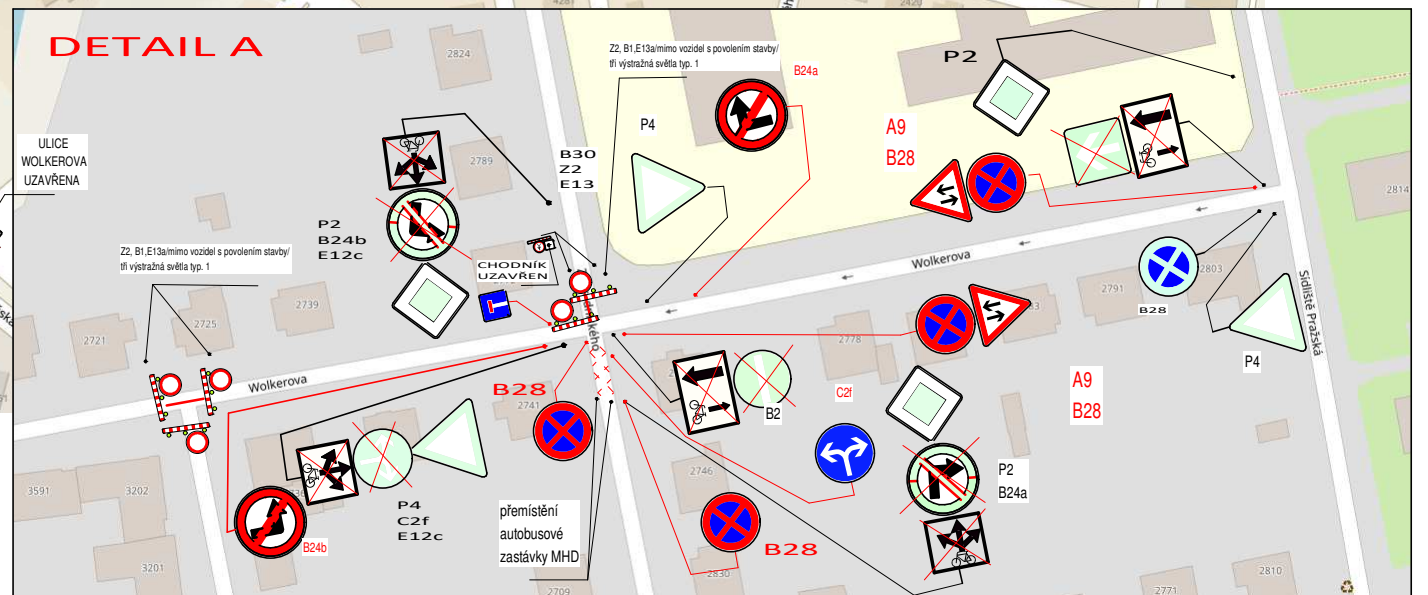 DETAIL A
4281
2824
ULICE
WOLKEROVA
UZAVŘENA
2789
P2
B24b
E12c
Z2, B1,E13a/mimo vozidel s povolením stavby/
tři výstražná světla typ. 1
B24a
P4
B30
Z2
E13
P2
A9
B28
2814
CHODNÍK
UZAVŘEN
Z2, B1,E13a/mimo vozidel s povolením stavby/
tři výstražná světla typ. 1
2739
2725
2721
Wolkerova
2803
2791
B28
Sídliště Pražská
P4
2778
Wolkerova
B28
2741
B2
C2f
A9
B28
2746
P2
B24a
3591
3202
P4
C2f
E12c
B24b
přemístění
autobusové
zastávky MHD
B28
3201
2709
2830
2771
2810